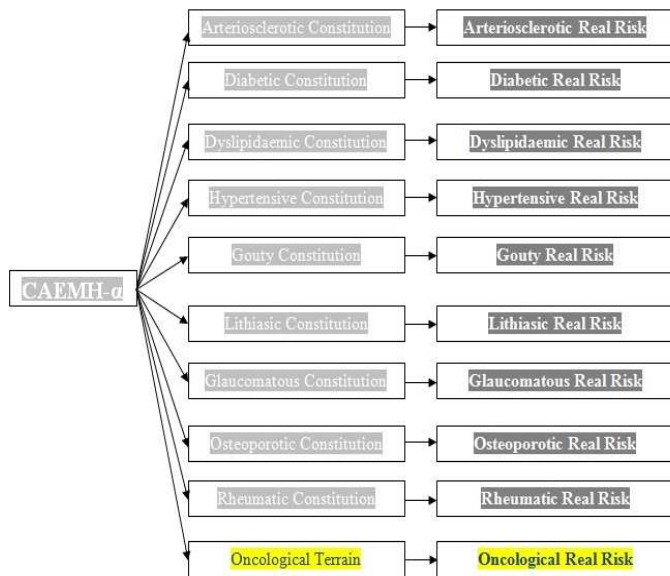 Arteriosclerotic Constitution
Arteriosclerotic Real Risk
Diabetic Constitution
Diabetic Real Risk
Dyslipidaemic Constitution
Dyslipidaemic Real Risk
Hypertensive Constitution
Hypertensive Real Risk
Gouty Constitution
Gouty Real Risk
CAEMH-α
Lithiasic Constitution
Lithiasic Real Risk
Glaucomatous Constitution
Glaucomatous Real Risk
Osteoporotic Constitution
Osteoporotic Real Risk
Rheumatic Constitution
Rheumatic Real Risk
Oncological Terrain
Oncological Real Risk